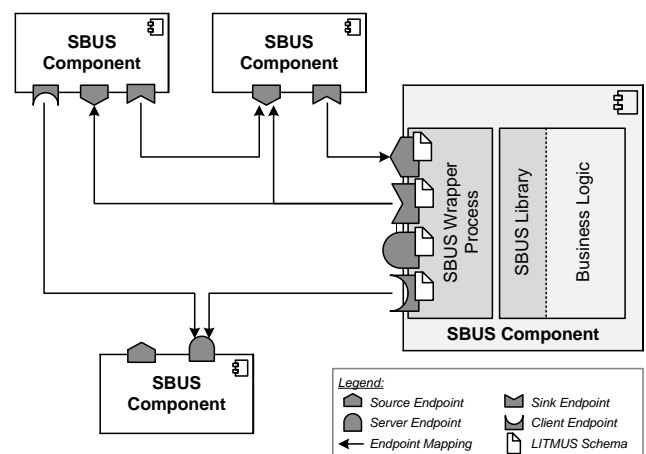 SBUS
Component
SBUS
Component
SBUS Wrapper
Process
SBUS Library
Business Logic
SBUS Component
SBUS
Component
Legend:
Source Endpoint
Sink Endpoint
Server Endpoint
Client Endpoint
Endpoint Mapping
LITMUS Schema